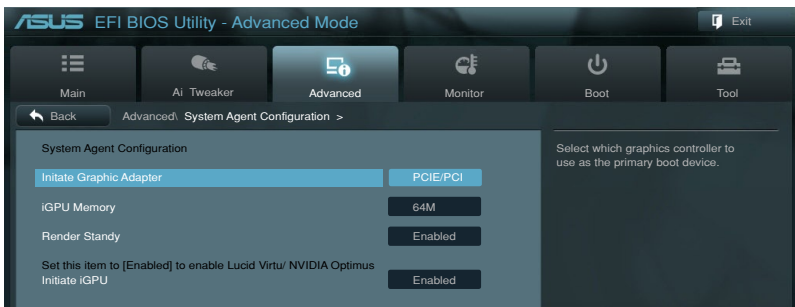 ASUS EFI BIOS Utility - Advanced Mode
Exit
Main
Ai Tweaker
Advanced
Monitor
Boot
Tool
Back
Advanced\ System Agent Configuration >
System Agent Configuration
Initate Graphic Adapter PCIE/PCI
iGPU Memory 64M
Render Standy Enabled
Set this item to [Enabled] to enable Lucid Virtu/ NVIDIA Optimus
Initiate iGPU Enabled
Select which graphics controller to
use as the primary boot device.